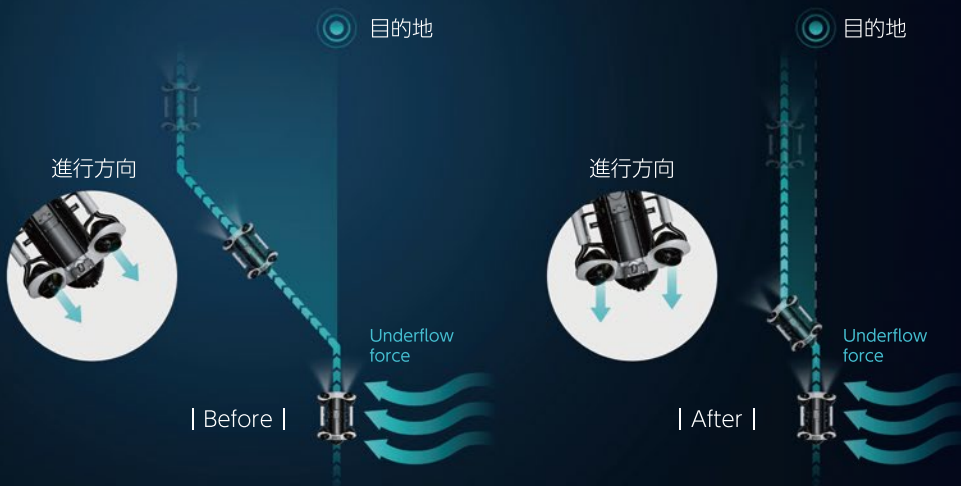 目的地
進行方向
Underflow
force
| Before |
目的地
進行方向
Underflow
force
| After |